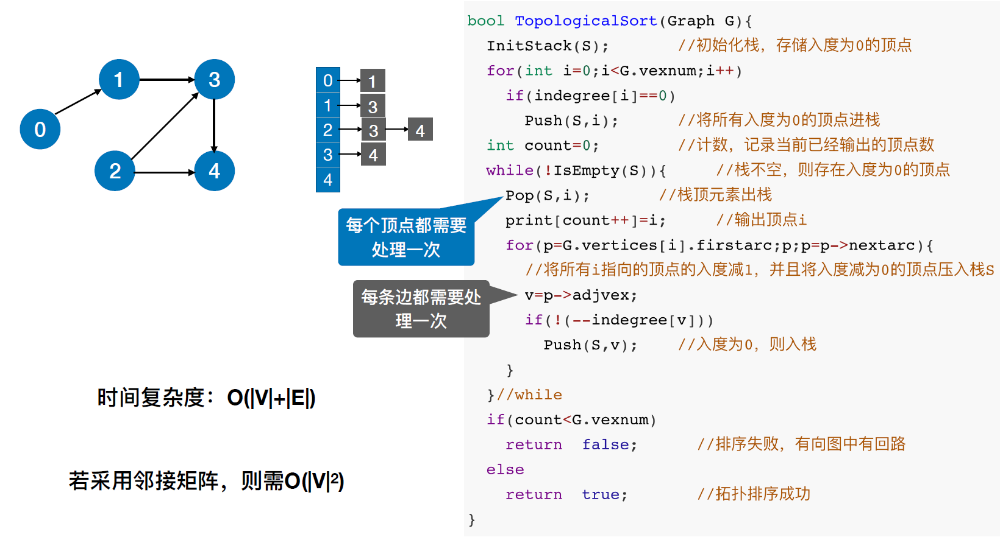 1
3
0
2
4
0 1
1 3
2 3 4
3 4
4
每个顶点都需要
处理一次
每条边都需要处
理一次
时间复杂度：O(|V|+|E|)
若采用邻接矩阵，则需O(|V|²)
bool TopologicalSort(Graph G){
InitStack(S); //初始化栈，存储入度为0的顶点
for(int i=0;i<G.vexnum;i++)
if(indegree[i]==0)
Push(S,i); //将所有入度为0的顶点进栈
int count=0; //计数，记录当前已经输出的顶点数
while(!IsEmpty(S)){ //栈不空，则存在入度为0的顶点
Pop(S,i); //栈顶元素出栈
print[count++]=i; //输出顶点i
for(p=G.vertices[i].firstarc;p;p=p->nextarc){
//将所有i指向的顶点的入度减1，并且将入度减为0的顶点压入栈S
v=p->adjvex;
if(!(--indegree[v]))
Push(S,v); //入度为0，则入栈
}
}//while
if(count<G.vexnum)
return false; //排序失败，有向图中有回路
else
return true; //拓扑排序成功
}